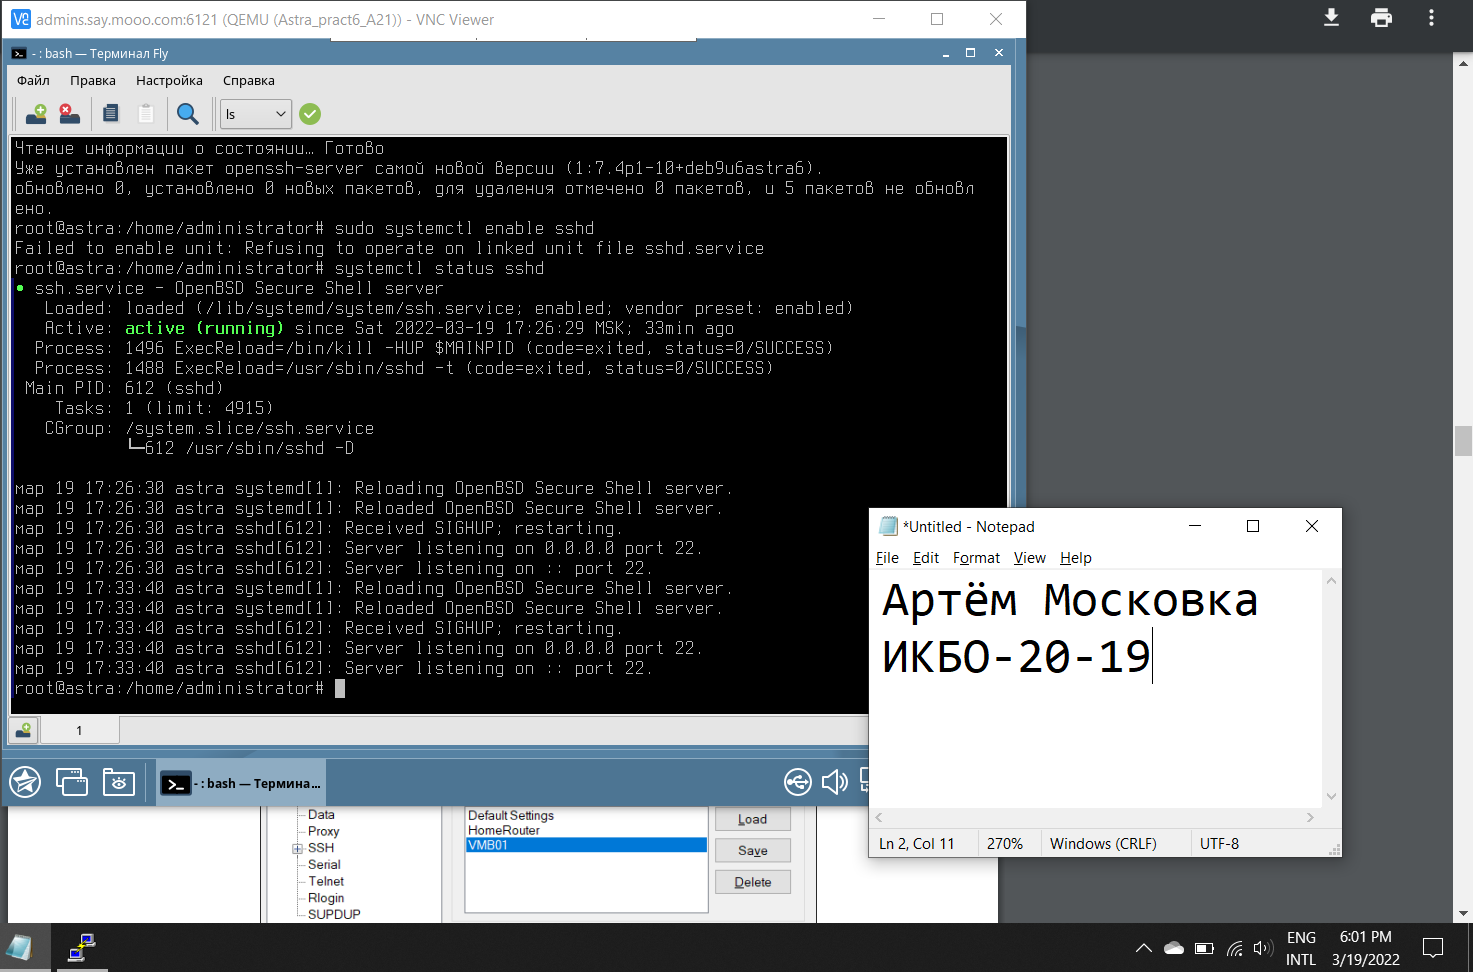 admins.say.mooo.com:6121 (QEMU (Astra_pract6_A21)) - VNC Viewer
- : bash — Терминал Fly
Файл Правка Настройка Справка
ls
Чтение информации о состоянии… Готово
Уже установлен пакет openssh-server самой новой версии (1:7.4p1-10+deb9u6astra6).
обновлено 0, установлено 0 новых пакетов, для удаления отмечено 0 пакетов, и 5 пакетов не обновл
ено.
root@astra:/home/administrator# sudo systemctl enable sshd
Failed to enable unit: Refusing to operate on linked unit file sshd.service
root@astra:/home/administrator# systemctl status sshd
● ssh.service - OpenBSD Secure Shell server
Loaded: loaded (/lib/systemd/system/ssh.service; enabled; vendor preset: enabled)
Active: active (running) since Sat 2022-03-19 17:26:29 MSK; 33min ago
Process: 1496 ExecReload=/bin/kill -HUP $MAINPID (code=exited, status=0/SUCCESS)
Process: 1488 ExecReload=/usr/sbin/sshd -t (code=exited, status=0/SUCCESS)
Main PID: 612 (sshd)
Tasks: 1 (limit: 4915)
CGroup: /system.slice/ssh.service
└─612 /usr/sbin/sshd -D
мар 19 17:26:30 astra systemd[1]: Reloading OpenBSD Secure Shell server.
мар 19 17:26:30 astra systemd[1]: Reloaded OpenBSD Secure Shell server.
мар 19 17:26:30 astra sshd[612]: Received SIGHUP; restarting.
мар 19 17:26:30 astra sshd[612]: Server listening on 0.0.0.0 port 22.
мар 19 17:26:30 astra sshd[612]: Server listening on :: port 22.
мар 19 17:33:40 astra systemd[1]: Reloading OpenBSD Secure Shell server.
мар 19 17:33:40 astra systemd[1]: Reloaded OpenBSD Secure Shell server.
мар 19 17:33:40 astra sshd[612]: Received SIGHUP; restarting.
мар 19 17:33:40 astra sshd[612]: Server listening on 0.0.0.0 port 22.
мар 19 17:33:40 astra sshd[612]: Server listening on :: port 22.
root@astra:/home/administrator#
1
- : bash — Термина...
*Untitled - Notepad
File Edit Format View Help
Артём Московка
ИКБО-20-19
Ln 2, Col 11 270% Windows (CRLF) UTF-8
Data
Proxy
SSH
Serial
Telnet
Rlogin
SUPDUP
Default Settings
HomeRouter
VMB01
Load
Save
Delete
ENG
INTL
6:01 PM
3/19/2022